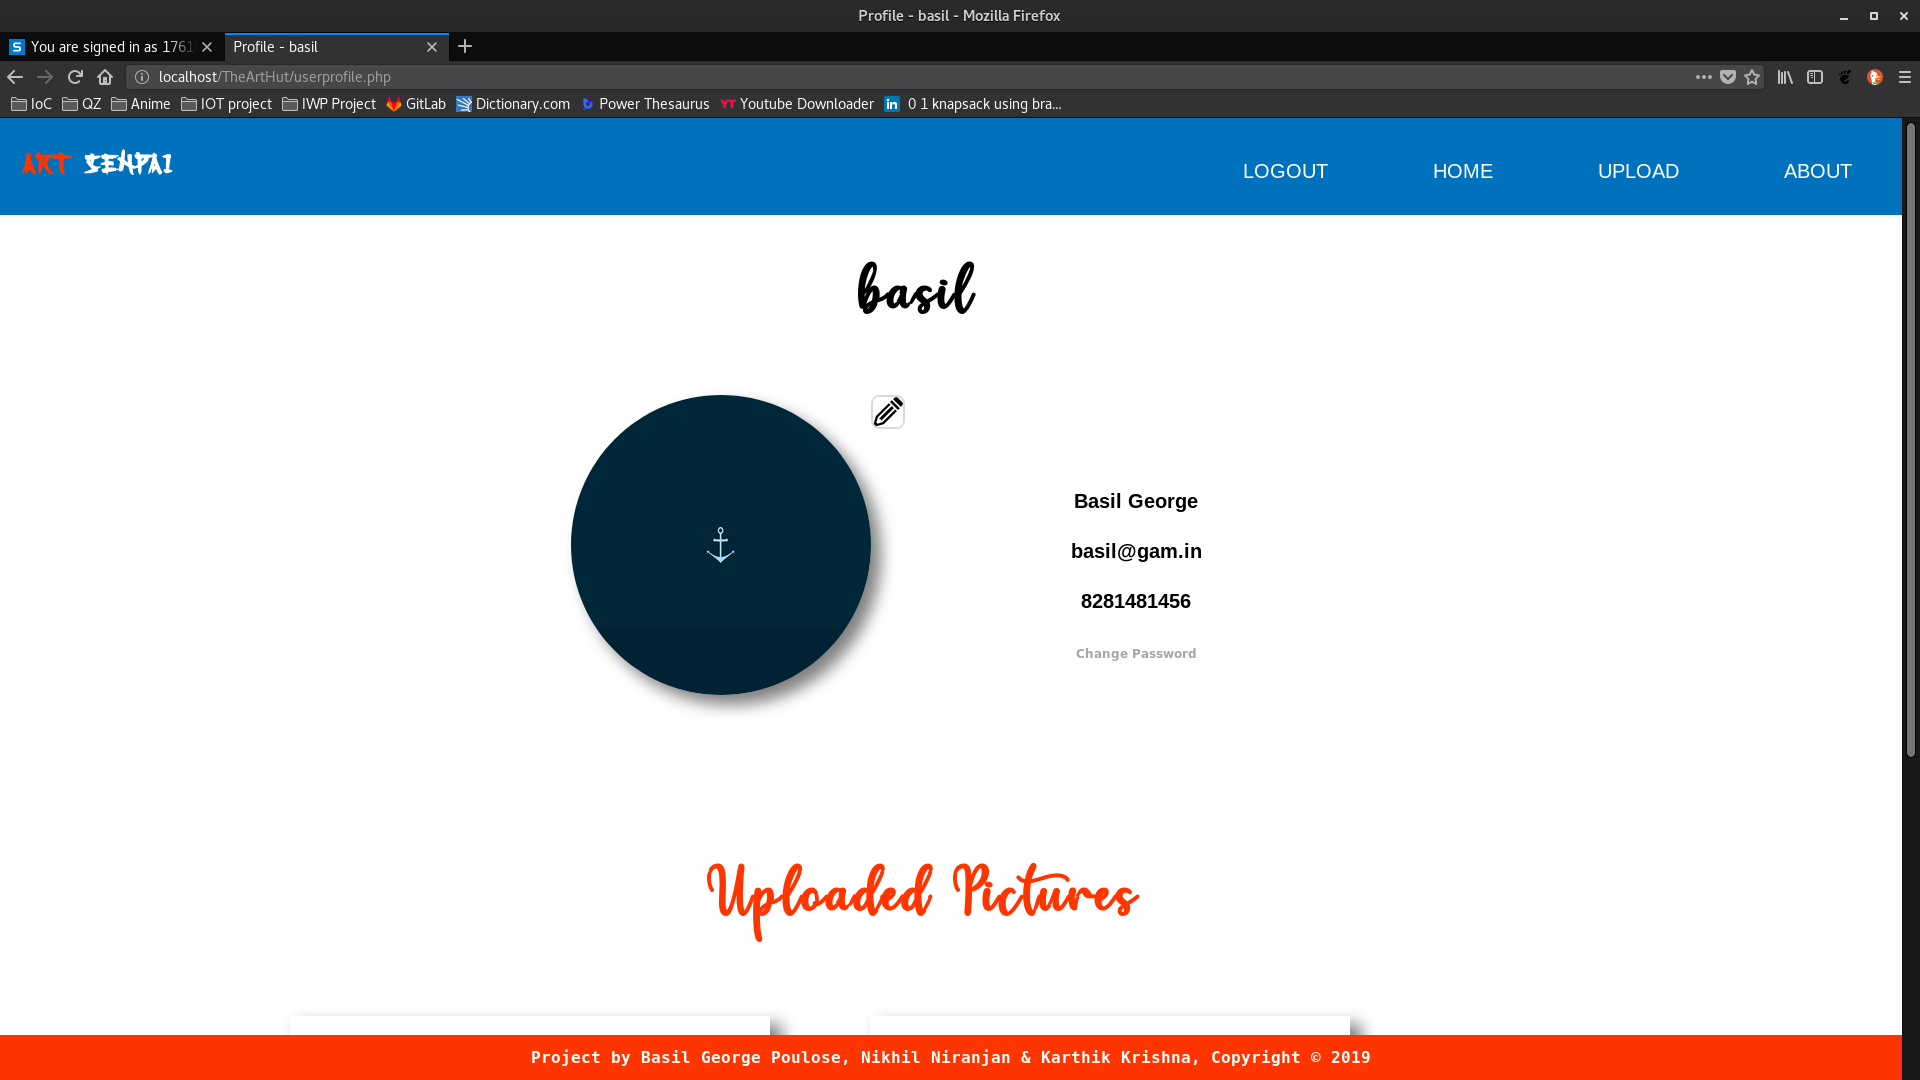 Profile - basil - Mozilla Firefox
You are signed in as 1761
Profile - basil
localhost/TheArtHut/userprofile.php
IoC QZ Anime IOT project IWP Project GitLab Dictionary.com Power Thesaurus YT Youtube Downloader in 0 1 knapsack using bra...
ART SENPAI
LOGOUT HOME UPLOAD ABOUT
basil
Basil George
basil@gam.in
8281481456
Change Password
Uploaded Pictures
Project by Basil George Poulose, Nikhil Niranjan & Karthik Krishna, Copyright © 2019